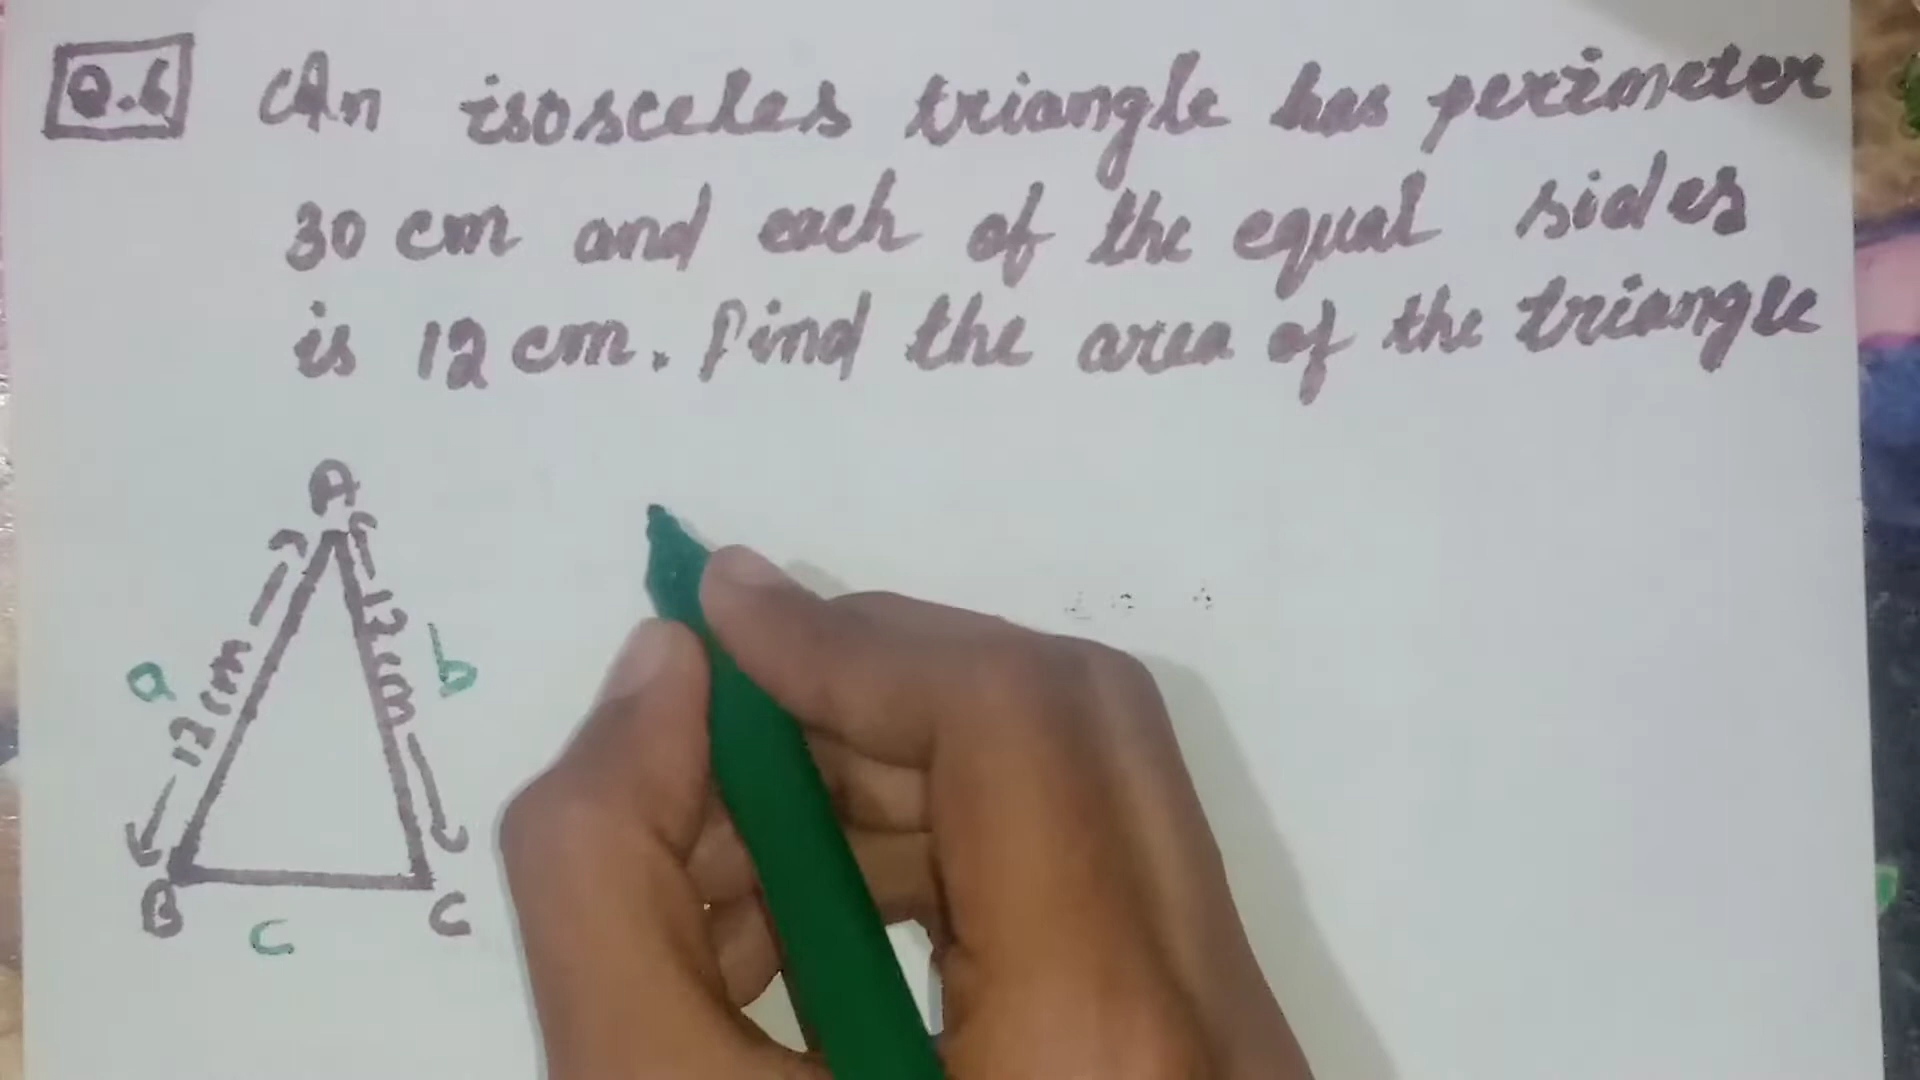 Q.6 An isosceles triangle has perimeter
30 cm and each of the equal sides
is 12 cm. Find the area of the triangle
A
a 12 cm
12 cm b
B C
c